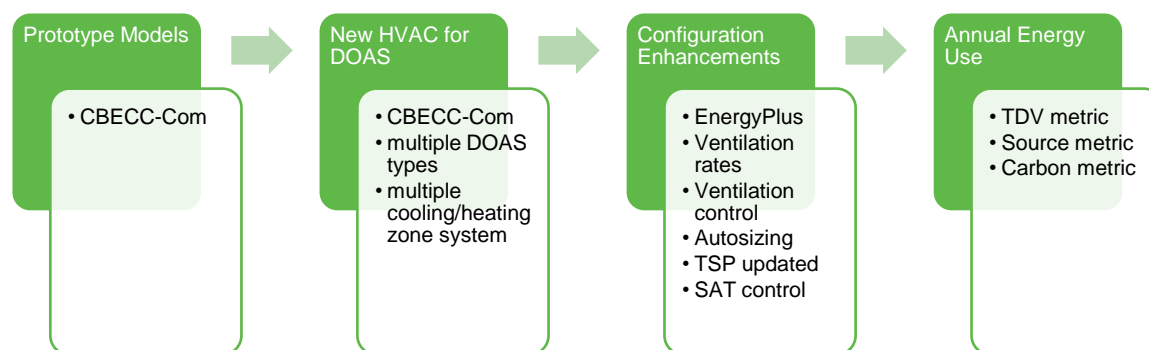 Prototype Models
• CBECC-Com
New HVAC for
DOAS
• CBECC-Com
• multiple DOAS
types
• multiple
cooling/heating
zone system
Configuration
Enhancements
• EnergyPlus
• Ventilation
rates
• Ventilation
control
• Autosizing
• TSP updated
• SAT control
Annual Energy
Use
• TDV metric
• Source metric
• Carbon metric